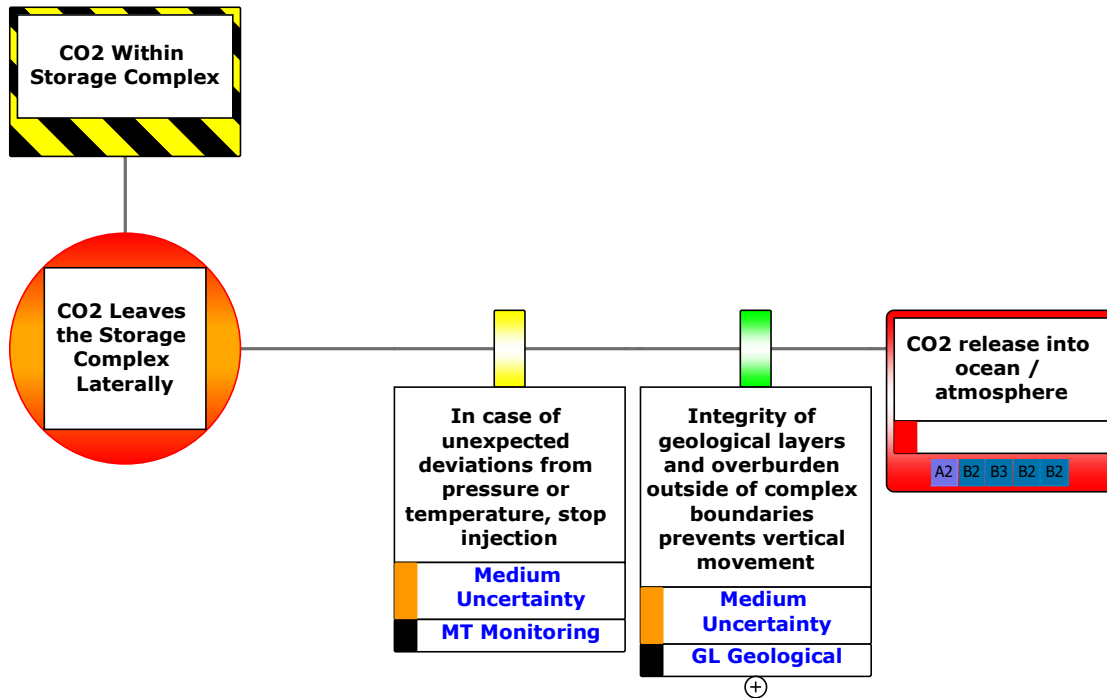 CO2 Within
Storage Complex
CO2 Leaves
the Storage
Complex
Laterally
In case of
unexpected
deviations from
pressure or
temperature, stop
injection
Medium
Uncertainty
MT Monitoring
Integrity of
geological layers
and overburden
outside of complex
boundaries
prevents vertical
movement
Medium
Uncertainty
GL Geological
CO2 release into
ocean /
atmosphere
A2 B2 B3 B2 B2